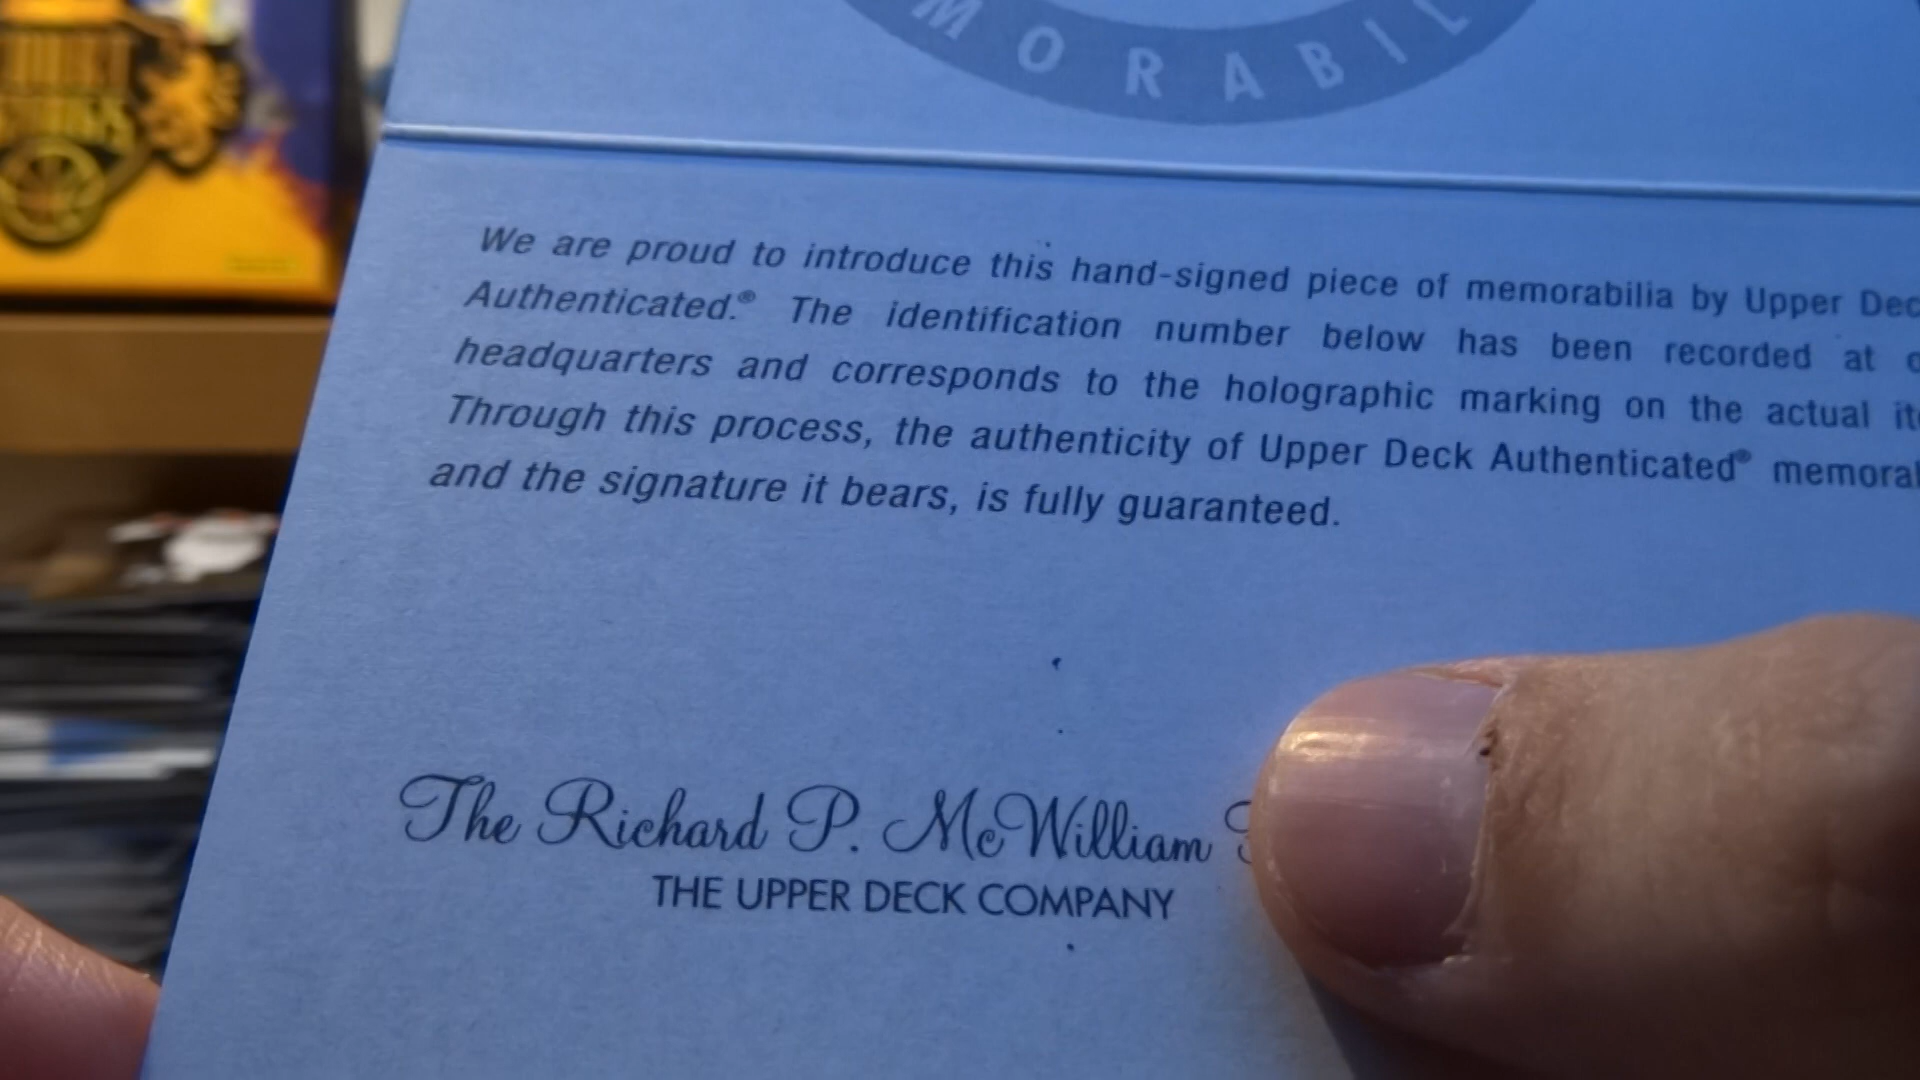 MORABIL
We are proud to introduce this hand-signed piece of memorabilia by Upper Dec
Authenticated.® The identification number below has been recorded at
headquarters and corresponds to the holographic marking on the actual
Through this process, the authenticity of Upper Deck Authenticated®
and the signature it bears, is fully guaranteed.
The Richard P. McWilliam
THE UPPER DECK COMPANY